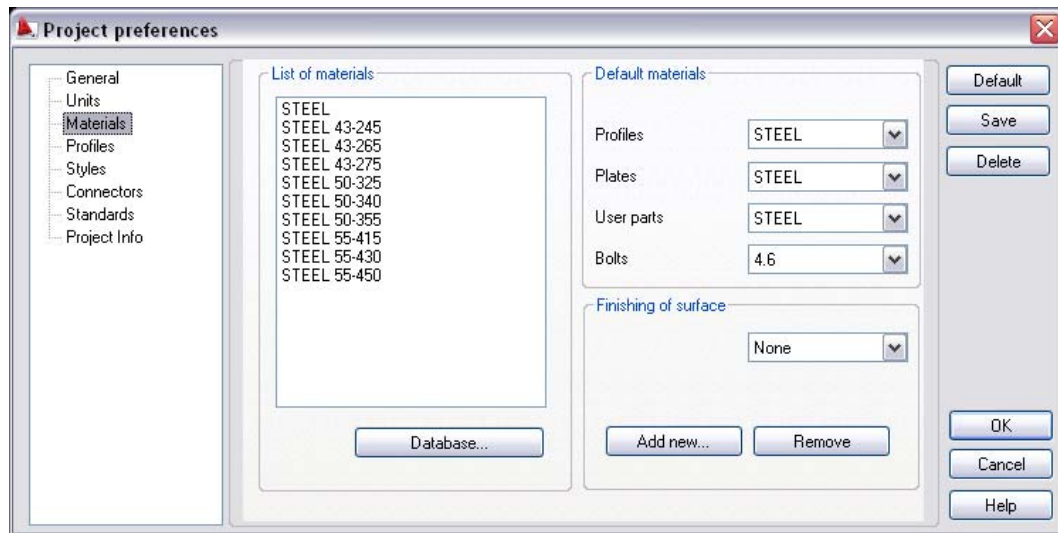 Project preferences
General
Units
Materials
Profiles
Styles
Connectors
Standards
Project Info
List of materials
STEEL
STEEL 43-245
STEEL 43-265
STEEL 43-275
STEEL 50-325
STEEL 50-340
STEEL 50-355
STEEL 55-415
STEEL 55-430
STEEL 55-450
Database...
Default materials
Profiles STEEL
Plates STEEL
User parts STEEL
Bolts 4.6
Finishing of surface
None
Add new... Remove
Default
Save
Delete
OK
Cancel
Help